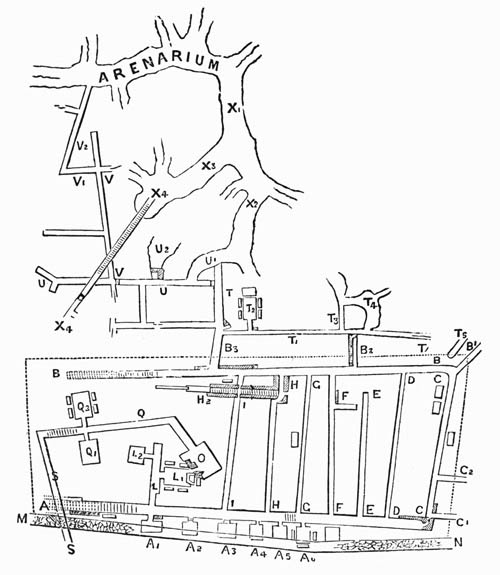 ARENARIUM
X1
V2
X3
V1 V
X4
X2
U2
U1
U V U
T T2 T3 T4
X4
T5
B3 T1 B2 T1 B B1
B H G D C
Q3 H2 I F E
Q
Q1 L2 O
L1
S L C2
A I H G F E D C
M C1
S A1 A2 A3 A4 A5 A6 N